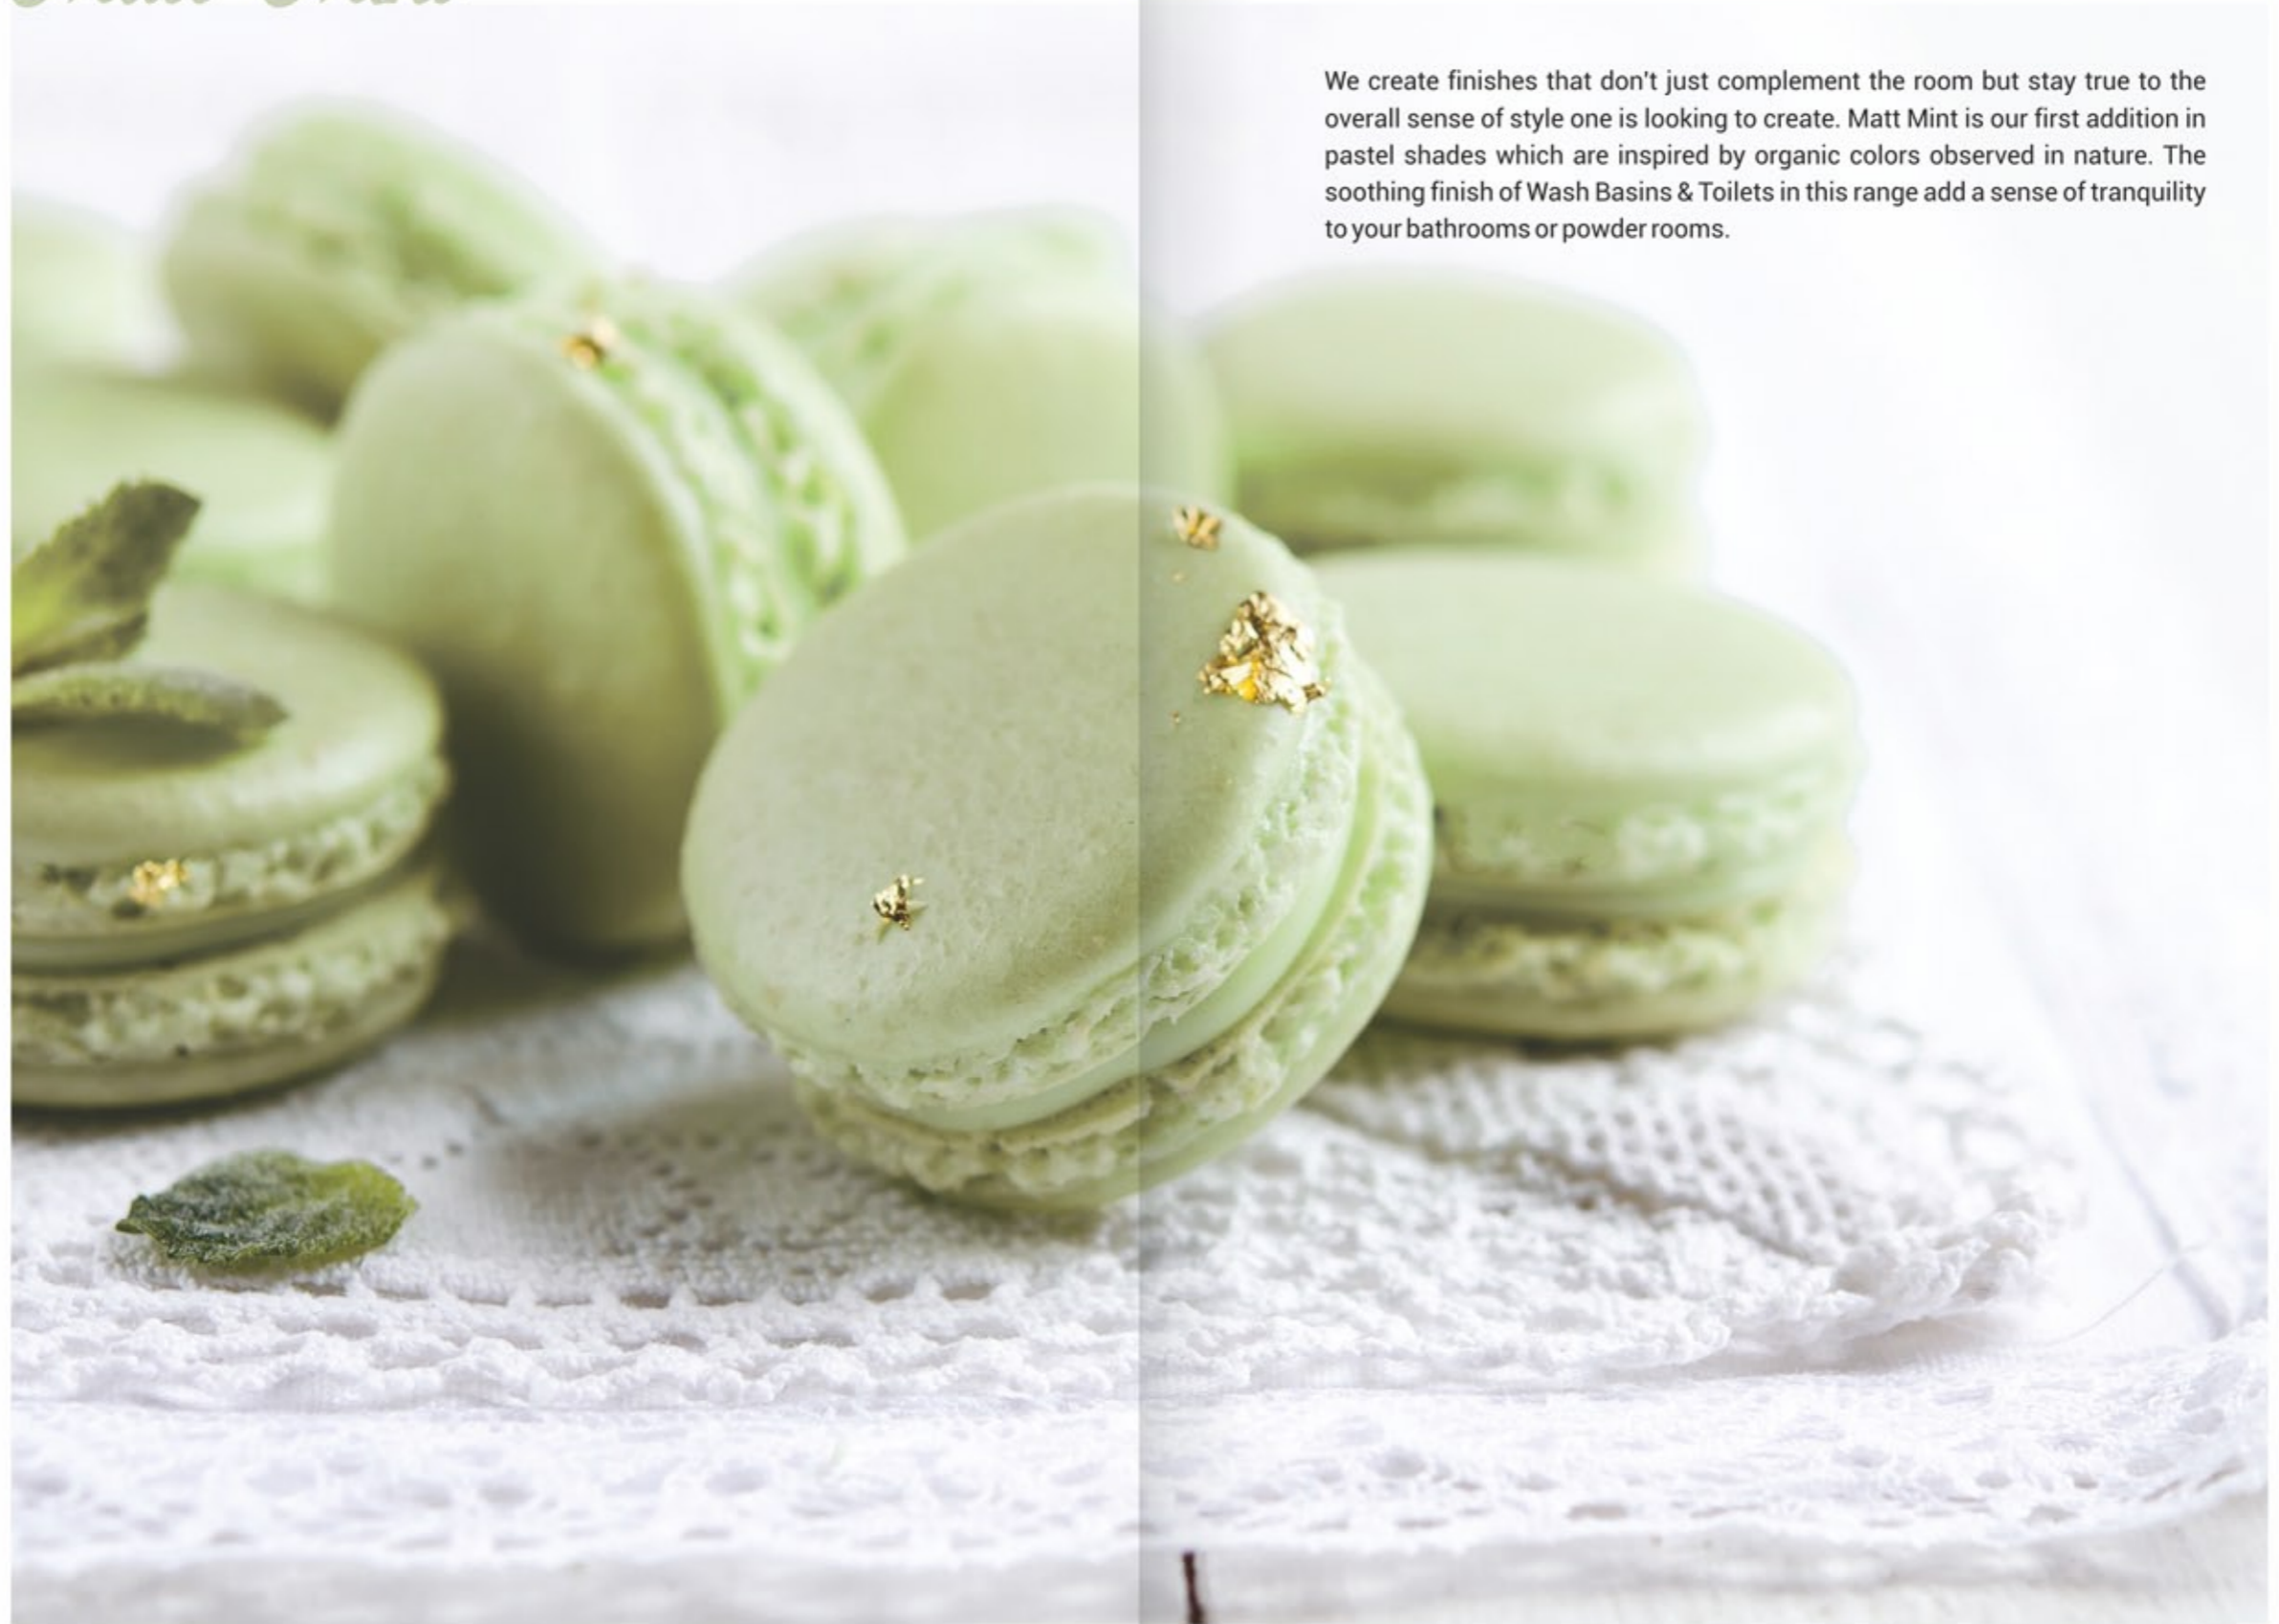 We create finishes that don't just complement the room but stay true to the
overall sense of style one is looking to create. Matt Mint is our first addition in
pastel shades which are inspired by organic colors observed in nature. The
soothing finish of Wash Basins & Toilets in this range add a sense of tranquility
to your bathrooms or powder rooms.